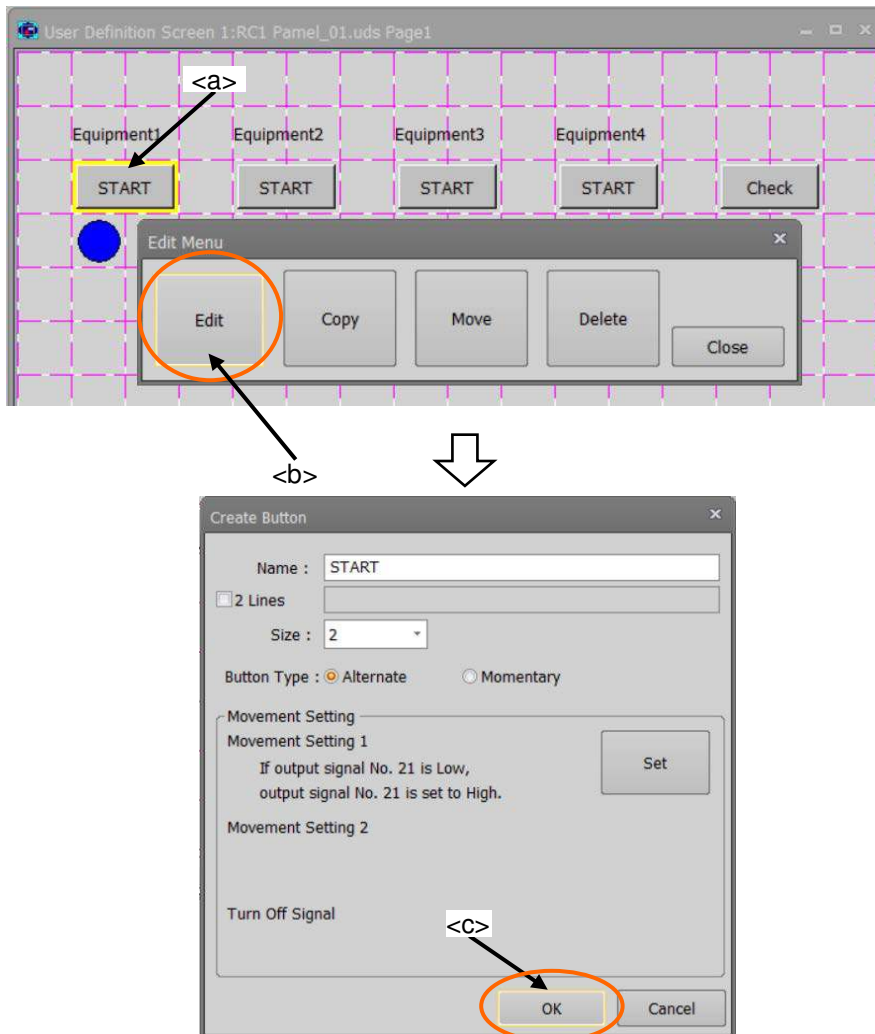 User Definition Screen 1:RC1 Pamel_01.uds Page1
<a>
Equipment1 Equipment2 Equipment3 Equipment4
START START START START Check
Edit Menu
Edit Copy Move Delete Close
<b>
Create Button
Name : START
2 Lines
Size : 2
Button Type : Alternate Momentary
Movement Setting
Movement Setting 1
If output signal No. 21 is Low,
output signal No. 21 is set to High.
Set
Movement Setting 2
Turn Off Signal
<c>
OK Cancel